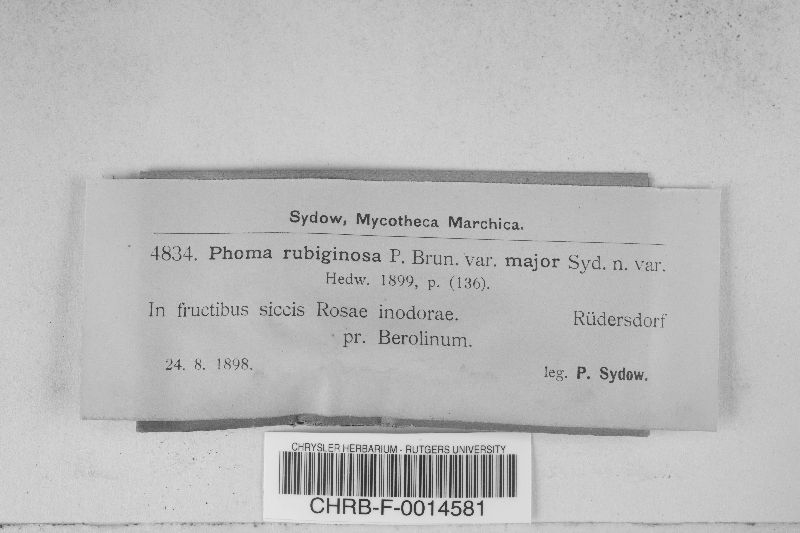 Sydow, Mycotheca Marchica.
4834. Phoma rubiginosa P. Brun. var. major Syd. n. var.
Hedw. 1899, p. (136).
In fructibus siccis Rosae inodorae. Rüdersdorf
pr. Berolinum.
24. 8. 1898. leg. P. Sydow.
CHRYSLER HERBARIUM - RUTGERS UNIVERSITY
CHRB-F-0014581